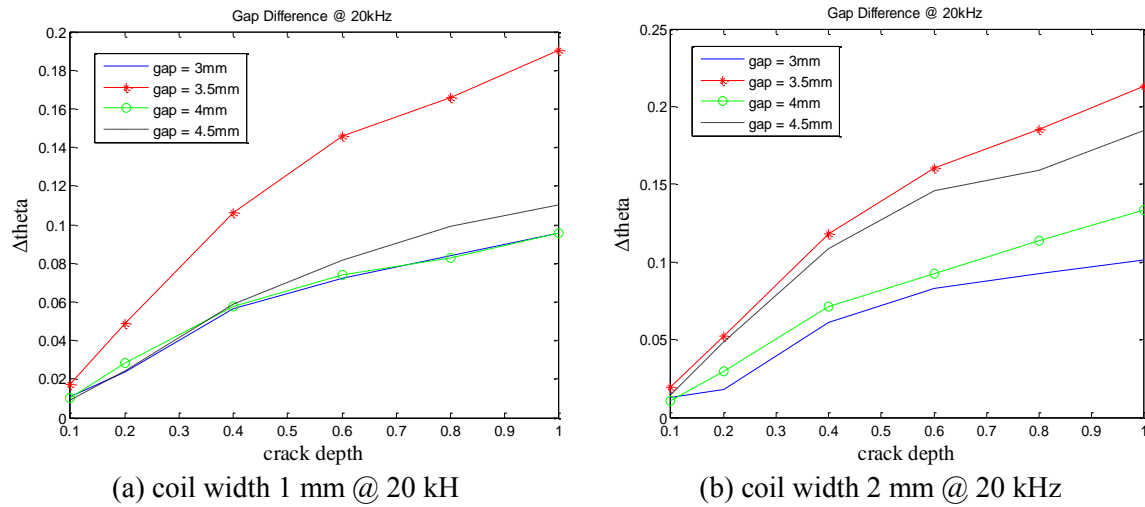 Gap Difference @ 20kHz
0.2
0.18
0.16
0.14
0.12
0.1
0.08
0.06
0.04
0.02
0
Δtheta
gap = 3mm
gap = 3.5mm
gap = 4mm
gap = 4.5mm
0.1 0.2 0.3 0.4 0.5 0.6 0.7 0.8 0.9 1
crack depth
(a) coil width 1 mm @ 20 kH
Gap Difference @ 20kHz
0.25
0.2
0.15
0.1
0.05
0
Δtheta
gap = 3mm
gap = 3.5mm
gap = 4mm
gap = 4.5mm
0.1 0.2 0.3 0.4 0.5 0.6 0.7 0.8 0.9 1
crack depth
(b) coil width 2 mm @ 20 kHz